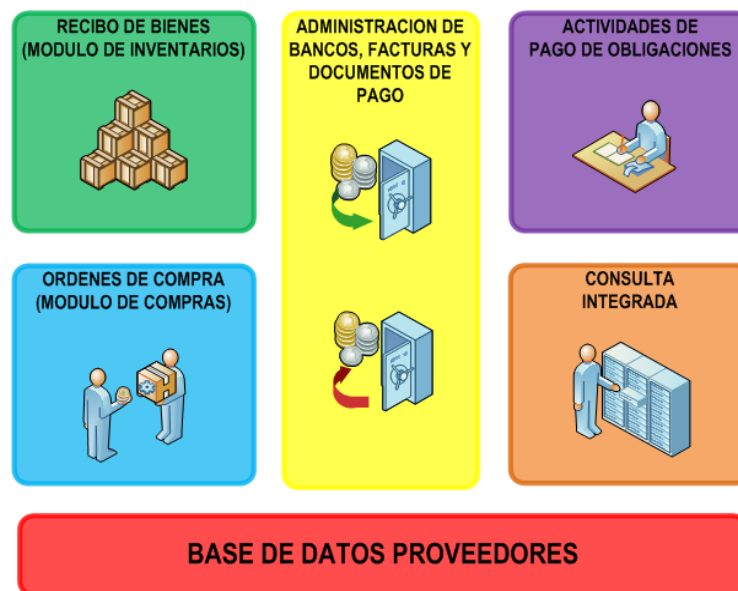 RECIBO DE BIENES
(MODULO DE INVENTARIOS)
ADMINISTRACION DE
BANCOS, FACTURAS Y
DOCUMENTOS DE
PAGO
ACTIVIDADES DE
PAGO DE OBLIGACIONES
ORDENES DE COMPRA
(MODULO DE COMPRAS)
CONSULTA
INTEGRADA
BASE DE DATOS PROVEEDORES